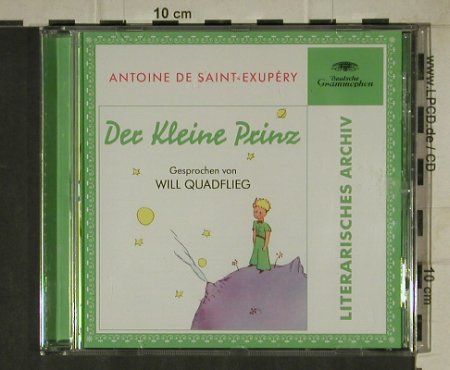 10 cm
ANTOINE DE SAINT-EXUPÉRY
Deutsche
Grammophon
Der Kleine Prinz
Gesprochen von
WILL QUADFLIEG
LITERARISCHES ARCHIV
www.LPCD.de / CD
10 cm